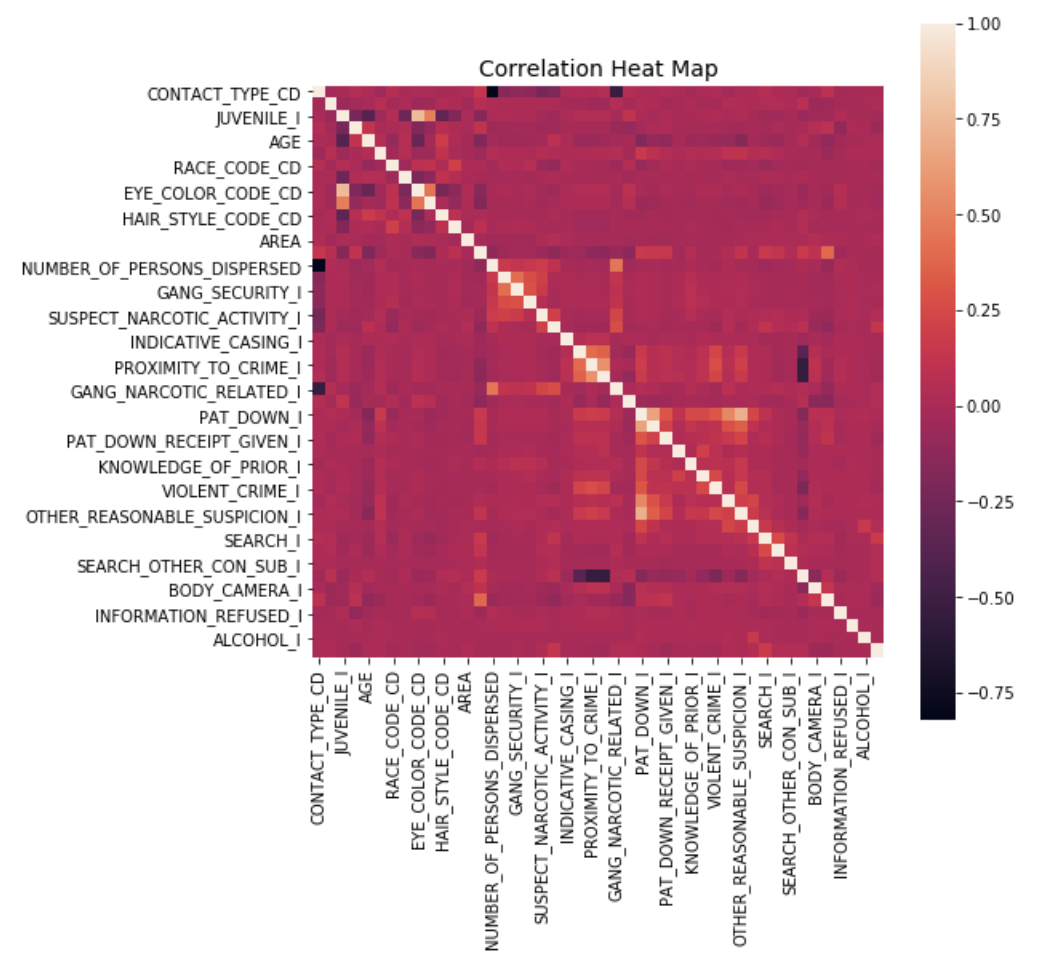 Correlation Heat Map
CONTACT_TYPE_CD
JUVENILE_I
AGE
RACE_CODE_CD
EYE_COLOR_CODE_CD
HAIR_STYLE_CODE_CD
AREA
NUMBER_OF_PERSONS_DISPERSED
GANG_SECURITY_I
SUSPECT_NARCOTIC_ACTIVITY_I
INDICATIVE_CASING_I
PROXIMITY_TO_CRIME_I
GANG_NARCOTIC_RELATED_I
PAT_DOWN_I
PAT_DOWN_RECEIPT_GIVEN_I
KNOWLEDGE_OF_PRIOR_I
VIOLENT_CRIME_I
OTHER_REASONABLE_SUSPICION_I
SEARCH_I
SEARCH_OTHER_CON_SUB_I
BODY_CAMERA_I
INFORMATION_REFUSED_I
ALCOHOL_I
CONTACT_TYPE_CD
JUVENILE_I
AGE
RACE_CODE_CD
EYE_COLOR_CODE_CD
HAIR_STYLE_CODE_CD
AREA
NUMBER_OF_PERSONS_DISPERSED
GANG_SECURITY_I
SUSPECT_NARCOTIC_ACTIVITY_I
INDICATIVE_CASING_I
PROXIMITY_TO_CRIME_I
GANG_NARCOTIC_RELATED_I
PAT_DOWN_I
PAT_DOWN_RECEIPT_GIVEN_I
KNOWLEDGE_OF_PRIOR_I
VIOLENT_CRIME_I
OTHER_REASONABLE_SUSPICION_I
SEARCH_I
SEARCH_OTHER_CON_SUB_I
BODY_CAMERA_I
INFORMATION_REFUSED_I
ALCOHOL_I
1.00
0.75
0.50
0.25
0.00
−0.25
−0.50
−0.75